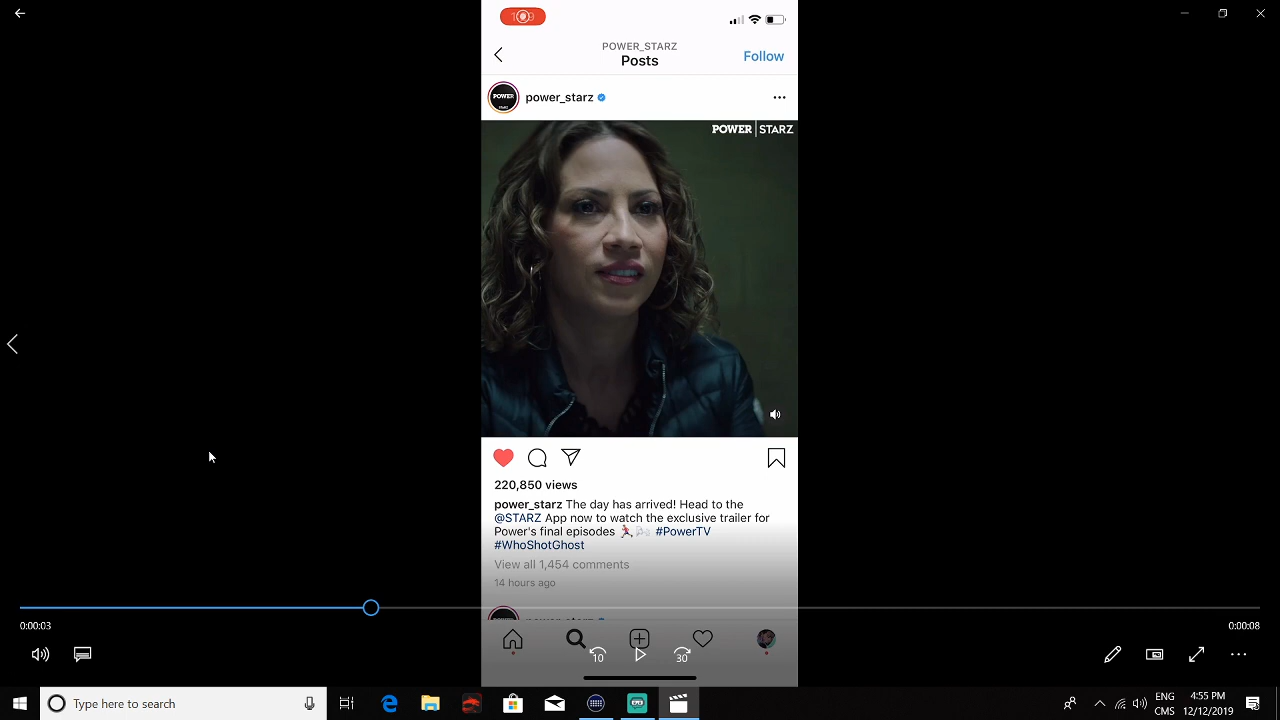 POWER_STARZ
Posts
Follow
POWER
power_starz
POWER STARZ
220,850 views
power_starz The day has arrived! Head to the
@STARZ App now to watch the exclusive trailer for
Power's final episodes 🏃🏽🌬️ #PowerTV
#WhoShotGhost
View all 1,454 comments
14 hours ago
0:00:03
0:00:08
10
30
Type here to search
ENG
CMS
4:55 PM
12/12/2019